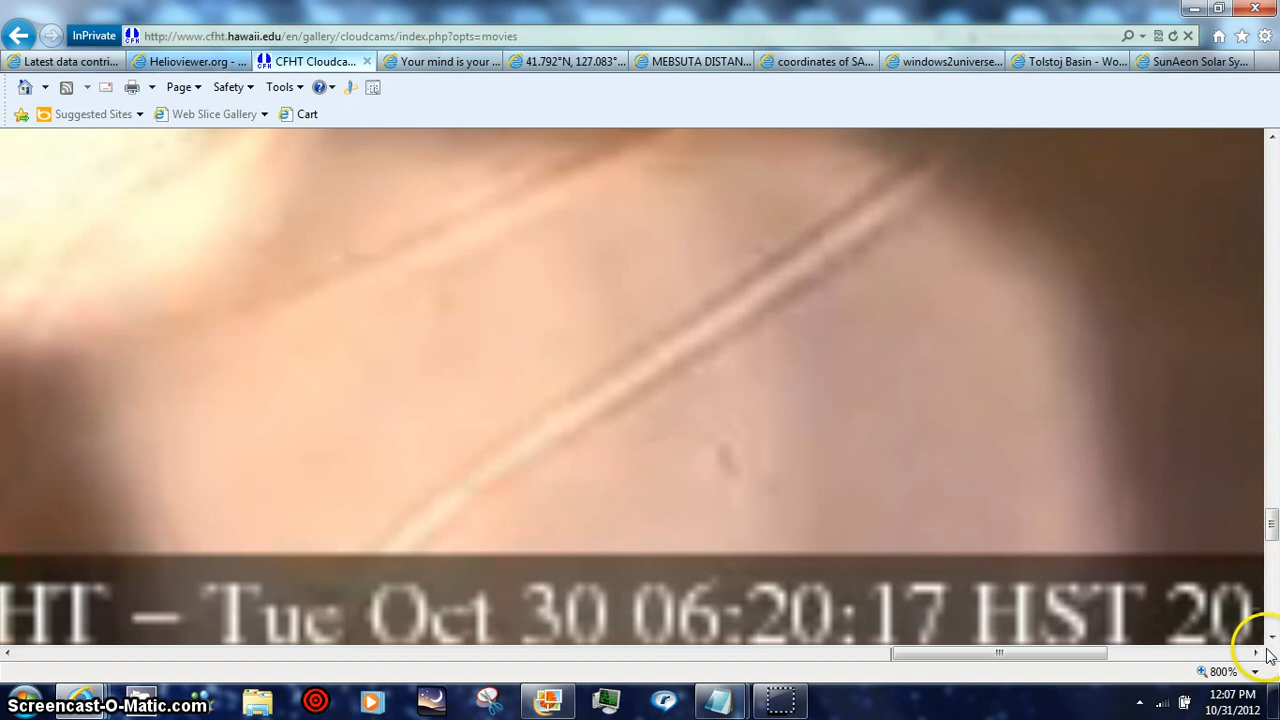 InPrivate
http://www.cfht.hawaii.edu/en/gallery/cloudcams/index.php?opts=movies
Latest data contri...
Helioviewer.org - ...
CFHT Cloudca...
Your mind is your ...
41.792°N, 127.083°...
MEBSUTA DISTAN...
coordinates of SA...
windows2universe...
Tolstoj Basin - Wo...
SunAeon Solar Sy...
Page
Safety
Tools
Suggested Sites
Web Slice Gallery
Cart
HT – Tue Oct 30 06:20:17 HST 20
800%
Screencast-O-Matic.com
12:07 PM
10/31/2012